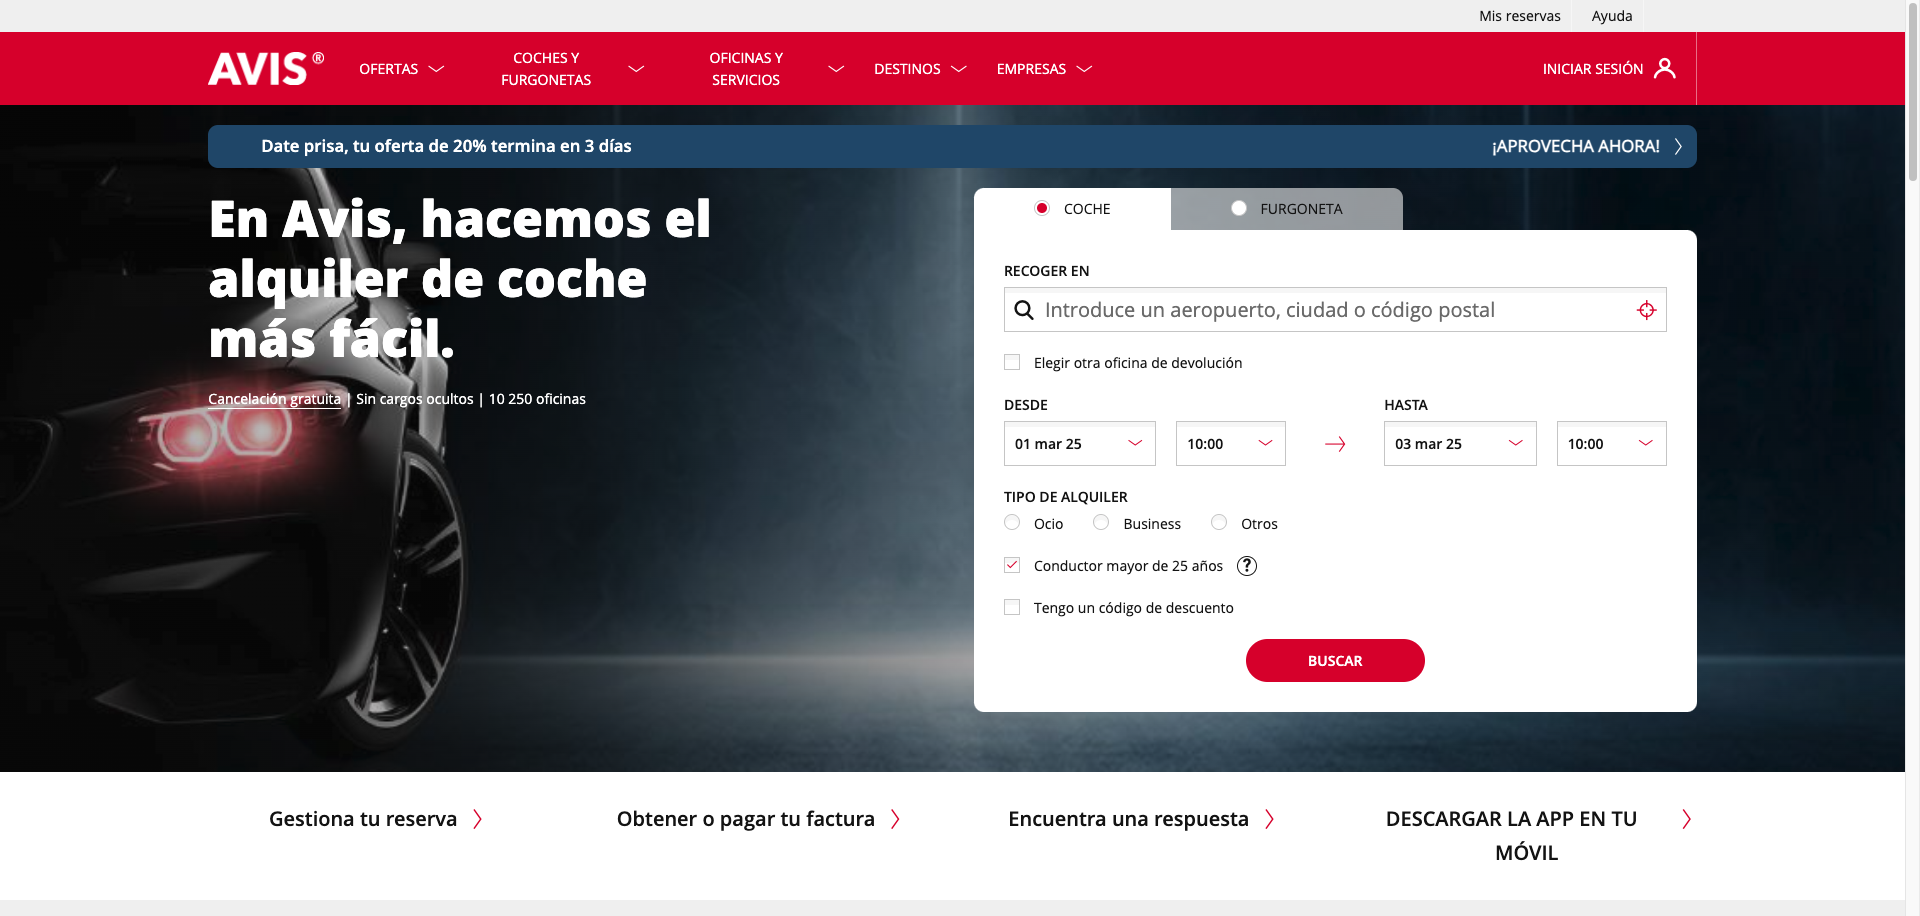 Mis reservas
Ayuda
AVIS®
OFERTAS
COCHES Y
FURGONETAS
OFICINAS Y
SERVICIOS
DESTINOS
EMPRESAS
INICIAR SESIÓN
Date prisa, tu oferta de 20% termina en 3 días
¡APROVECHA AHORA!
En Avis, hacemos el
alquiler de coche
más fácil.
Cancelación gratuita | Sin cargos ocultos | 10 250 oficinas
COCHE
FURGONETA
RECOGER EN
Introduce un aeropuerto, ciudad o código postal
Elegir otra oficina de devolución
DESDE
HASTA
01 mar 25
10:00
03 mar 25
10:00
TIPO DE ALQUILER
Ocio
Business
Otros
Conductor mayor de 25 años ?
Tengo un código de descuento
BUSCAR
Gestiona tu reserva
Obtener o pagar tu factura
Encuentra una respuesta
DESCARGAR LA APP EN TU
MÓVIL